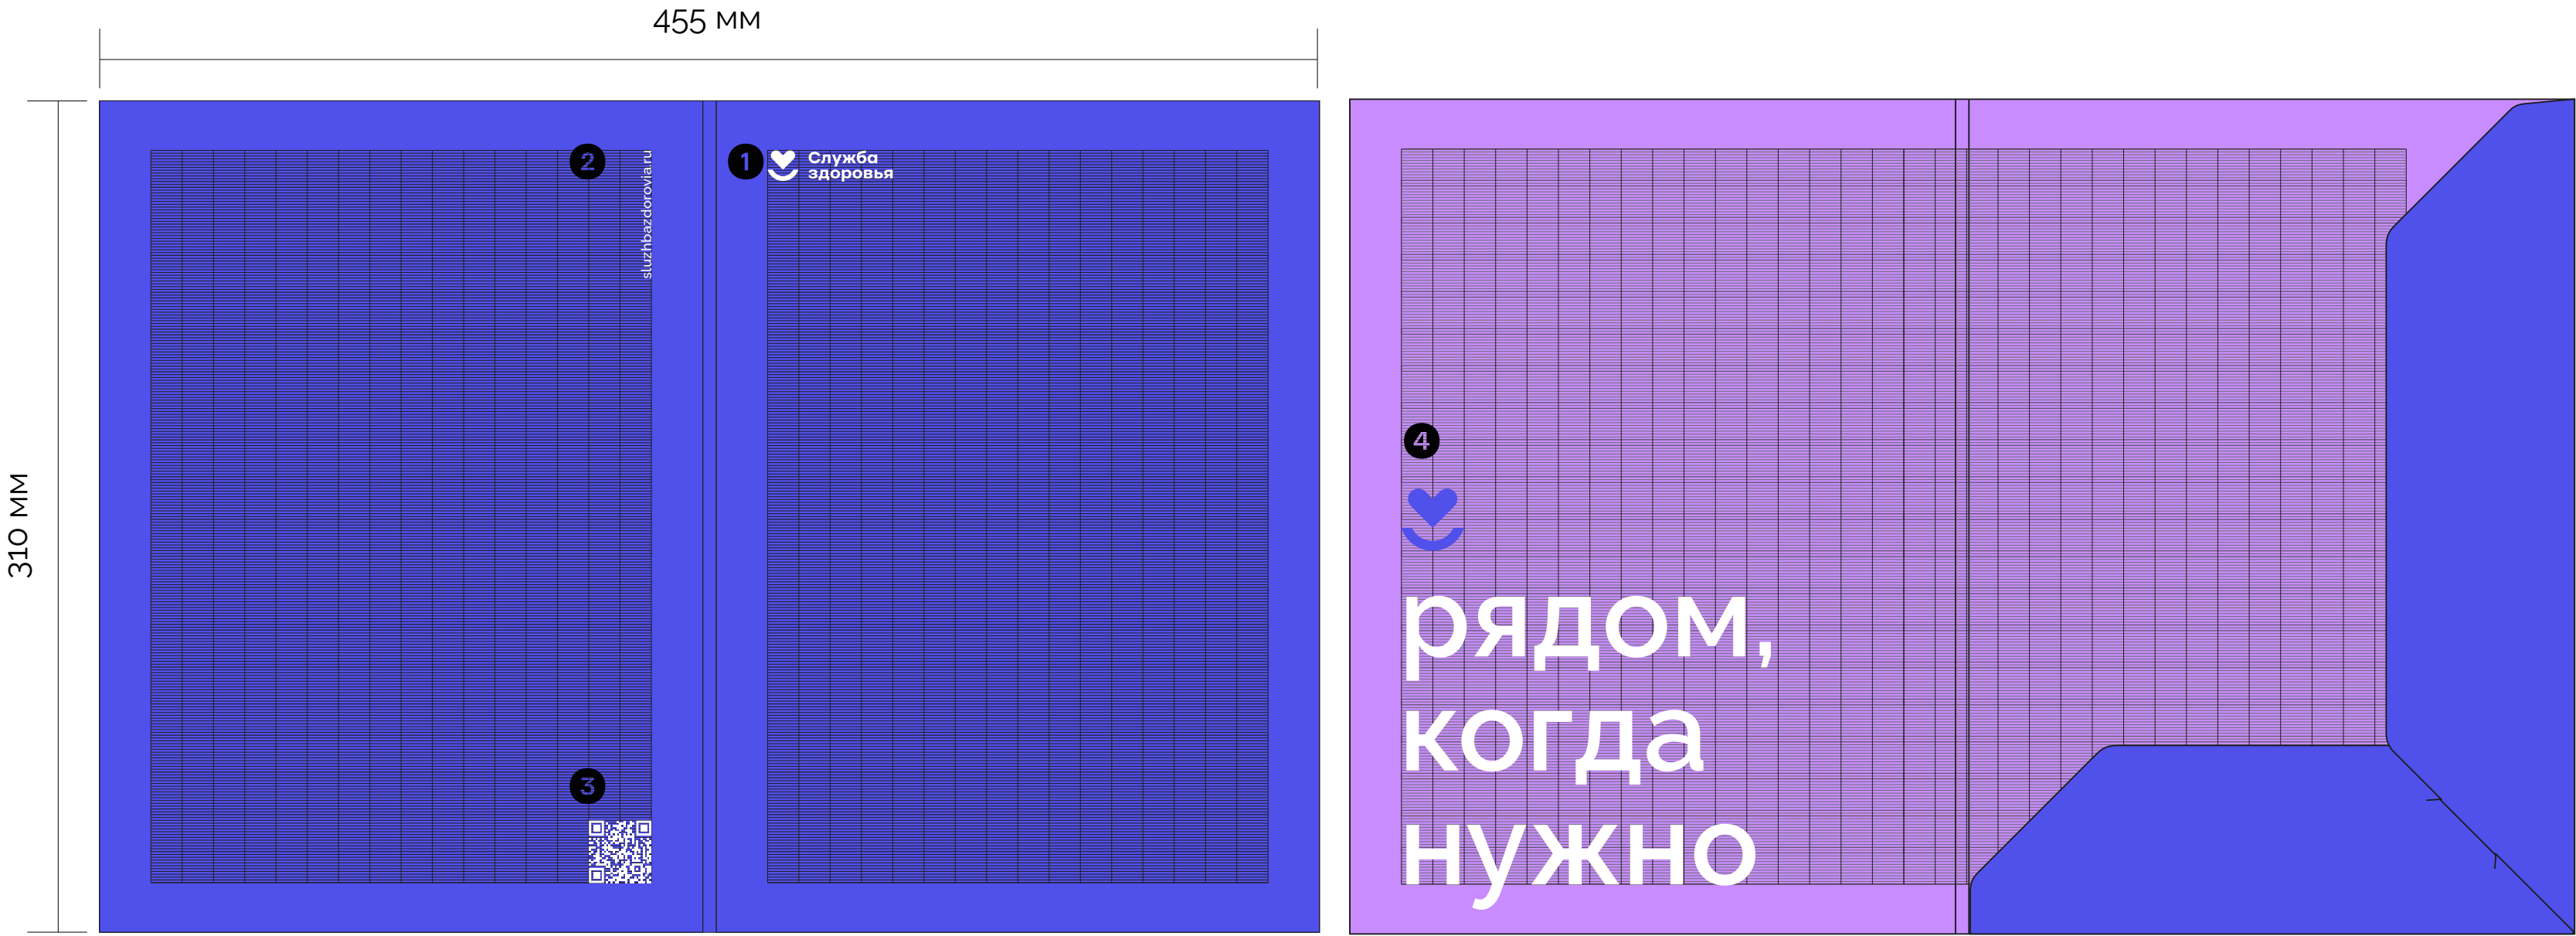 455 мм
310 мм
2
sluzhbazdorovia.ru
1
Служба
здоровья
3
4
рядом,
когда
нужно